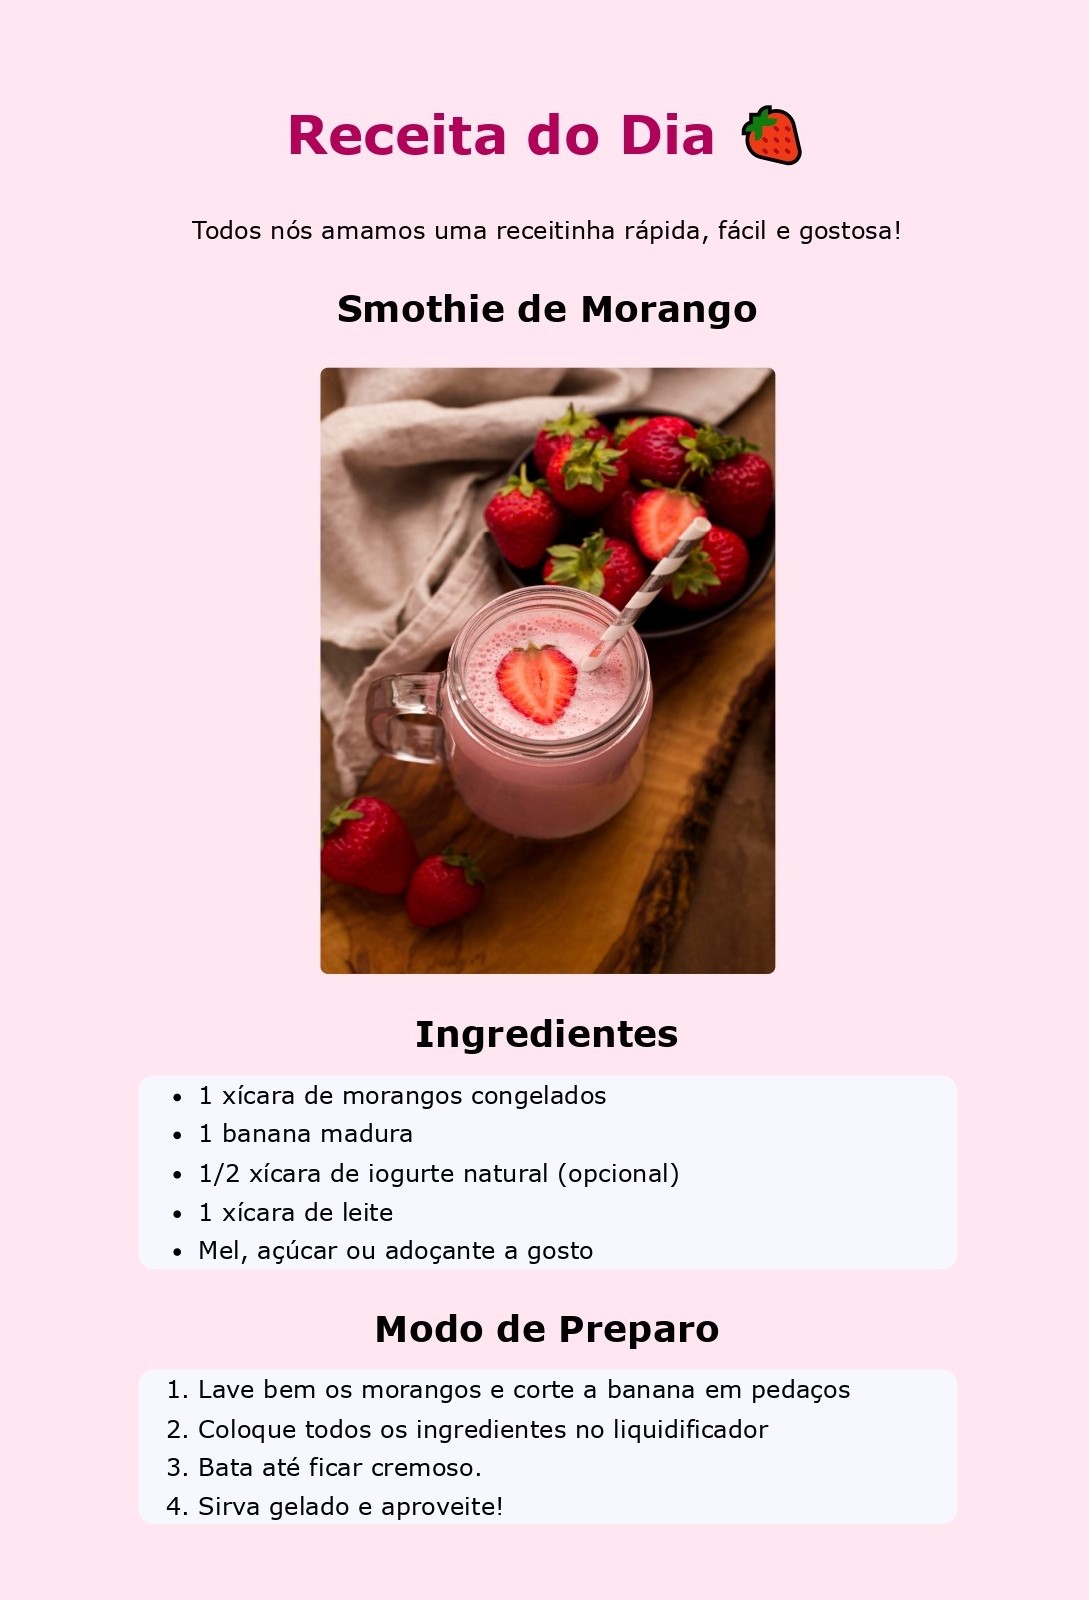 Receita do Dia 🍓
Todos nós amamos uma receitinha rápida, fácil e gostosa!
Smothie de Morango
Ingredientes
• 1 xícara de morangos congelados
• 1 banana madura
• 1/2 xícara de iogurte natural (opcional)
• 1 xícara de leite
• Mel, açúcar ou adoçante a gosto
Modo de Preparo
1. Lave bem os morangos e corte a banana em pedaços
2. Coloque todos os ingredientes no liquidificador
3. Bata até ficar cremoso.
4. Sirva gelado e aproveite!